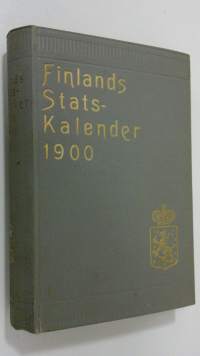 Finlands
Stats-
Kalender
1900